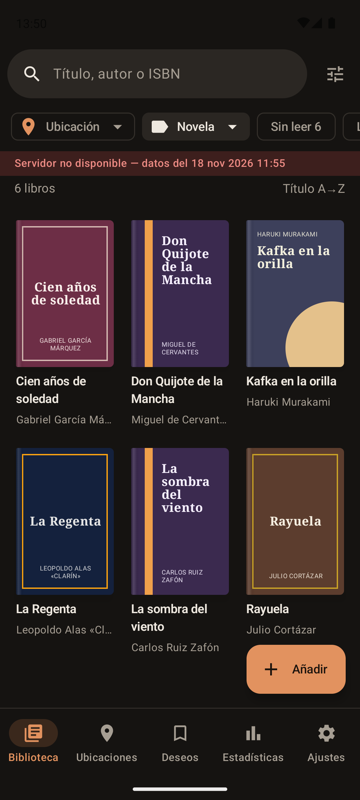 13:50
Título, autor o ISBN
Ubicación
Novela
Sin leer 6
Servidor no disponible — datos del 18 nov 2026 11:55
6 libros
Título A→Z
Cien años
de soledad
GABRIEL GARCÍA
MÁRQUEZ
Don
Quijote
de la
Mancha
MIGUEL DE
CERVANTES
HARUKI MURAKAMI
Kafka en la
orilla
Cien años de
soledad
Gabriel García Má…
Don Quijote de la
Mancha
Miguel de Cervant…
Kafka en la orilla
Haruki Murakami
La Regenta
LEOPOLDO ALAS
«CLARÍN»
La
sombra
del
viento
CARLOS RUIZ
ZAFÓN
Rayuela
JULIO CORTÁZAR
La Regenta
Leopoldo Alas «Cl…
La sombra del
viento
Carlos Ruiz Zafón
Rayuela
Julio Cortázar
Añadir
Biblioteca
Ubicaciones
Deseos
Estadísticas
Ajustes